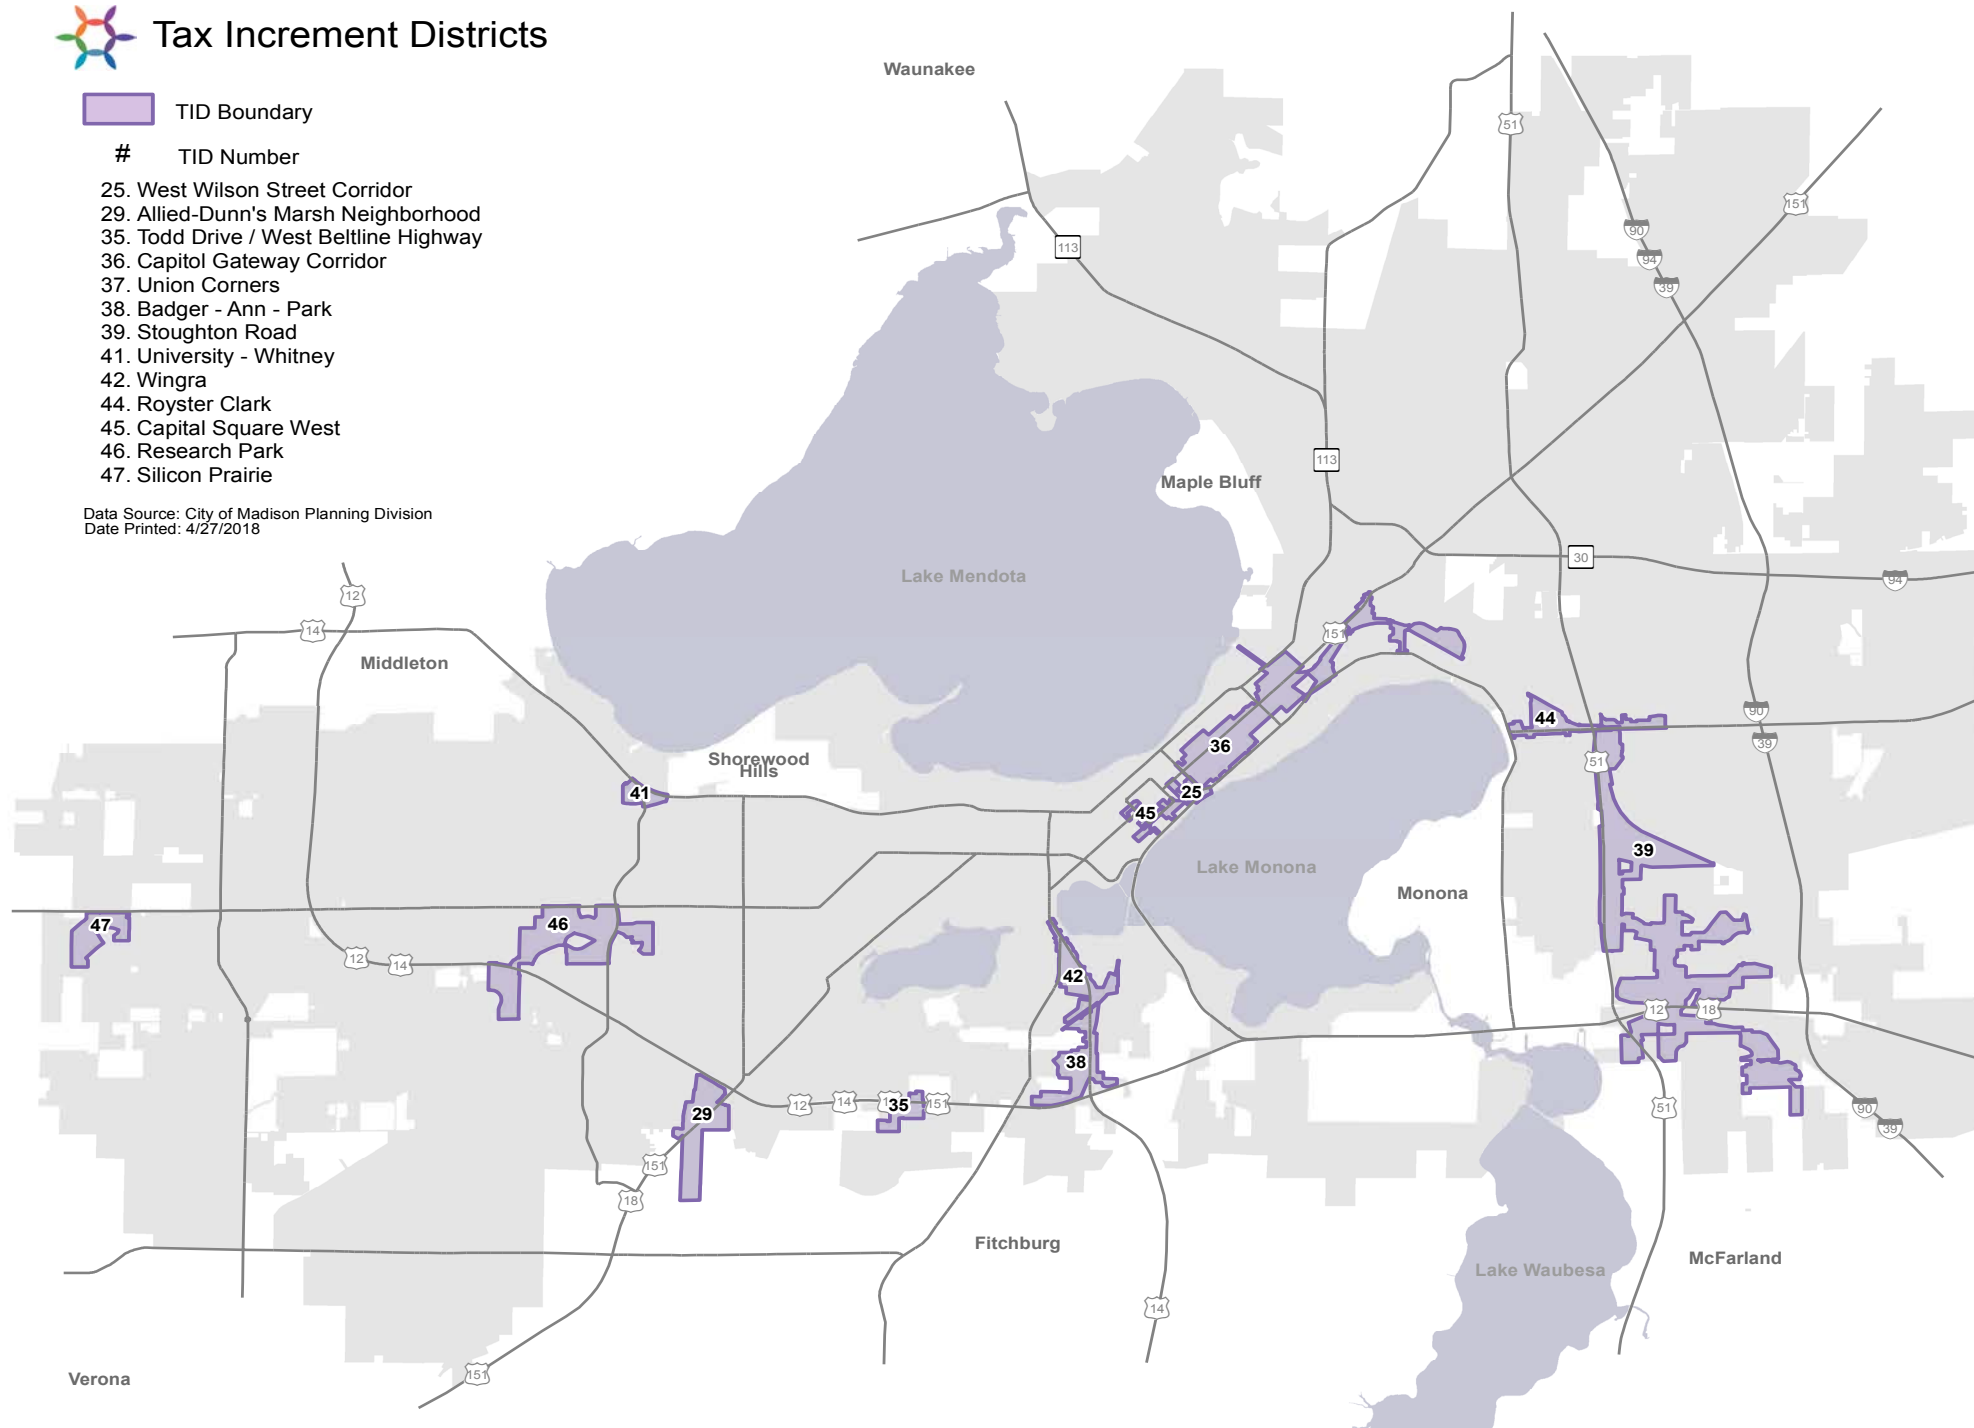 Tax Increment Districts
TID Boundary
# TID Number
25. West Wilson Street Corridor
29. Allied-Dunn's Marsh Neighborhood
35. Todd Drive / West Beltline Highway
36. Capitol Gateway Corridor
37. Union Corners
38. Badger - Ann - Park
39. Stoughton Road
41. University - Whitney
42. Wingra
44. Royster Clark
45. Capital Square West
46. Research Park
47. Silicon Prairie
Data Source: City of Madison Planning Division
Date Printed: 4/27/2018
Waunakee
51
151
90
94
39
113
113
Maple Bluff
Lake Mendota
30
94
12
14
Middleton
151
90
39
44
51
36
Shorewood
Hills
41
25
45
39
Lake Monona
Monona
47
46
12
14
42
12
18
38
29
12
14
35
151
51
90
39
151
18
Fitchburg
McFarland
Lake Waubesa
14
151
Verona